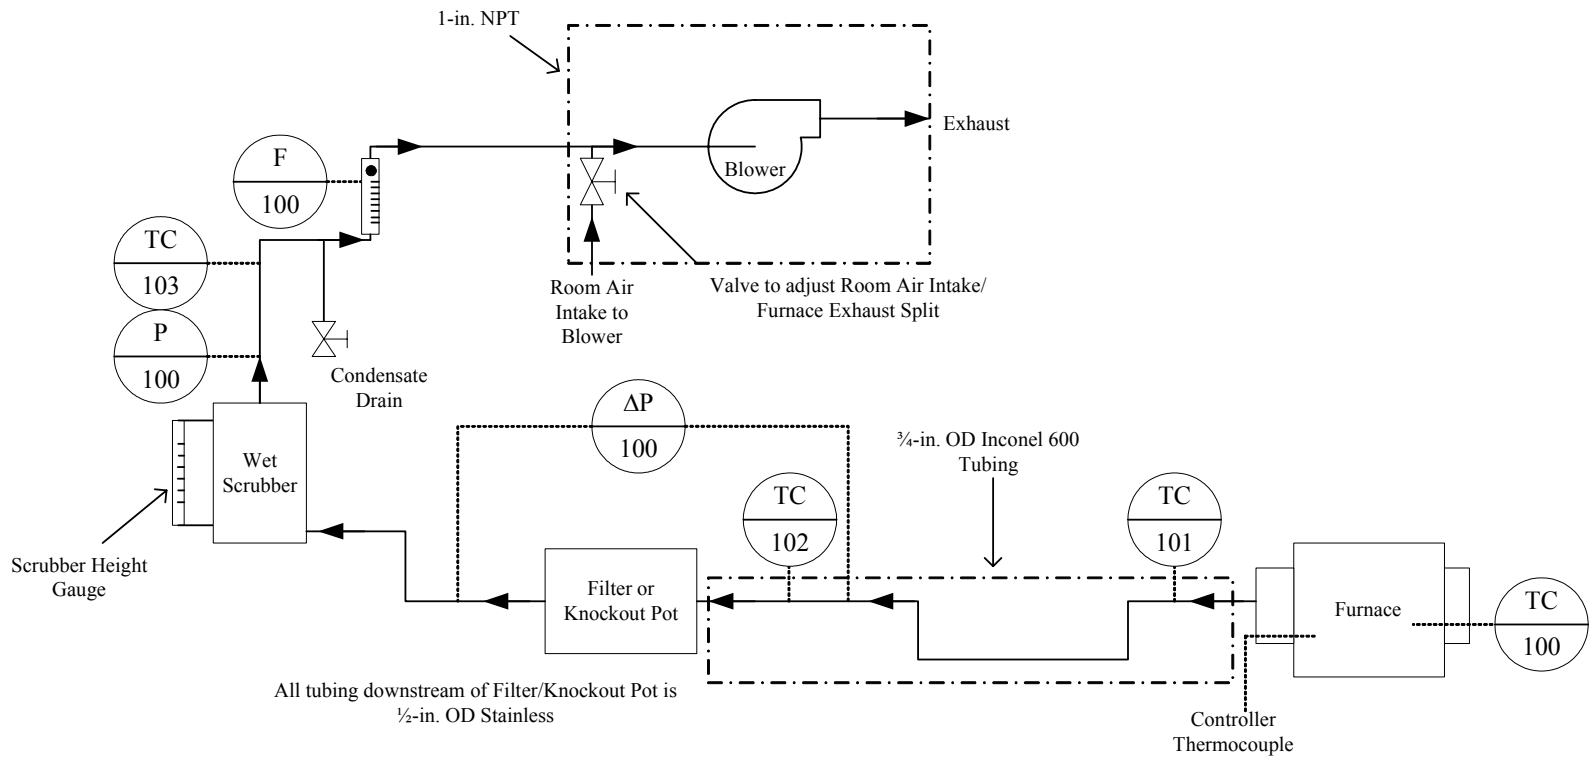 1-in. NPT
Exhaust
Blower
F
100
TC
103
P
100
Room Air
Intake to
Blower
Valve to adjust Room Air Intake/
Furnace Exhaust Split
Condensate
Drain
ΔP
100
¾-in. OD Inconel 600
Tubing
Wet
Scrubber
TC
102
TC
101
Scrubber Height
Gauge
Filter or
Knockout Pot
Furnace
TC
100
All tubing downstream of Filter/Knockout Pot is
½-in. OD Stainless
Controller
Thermocouple